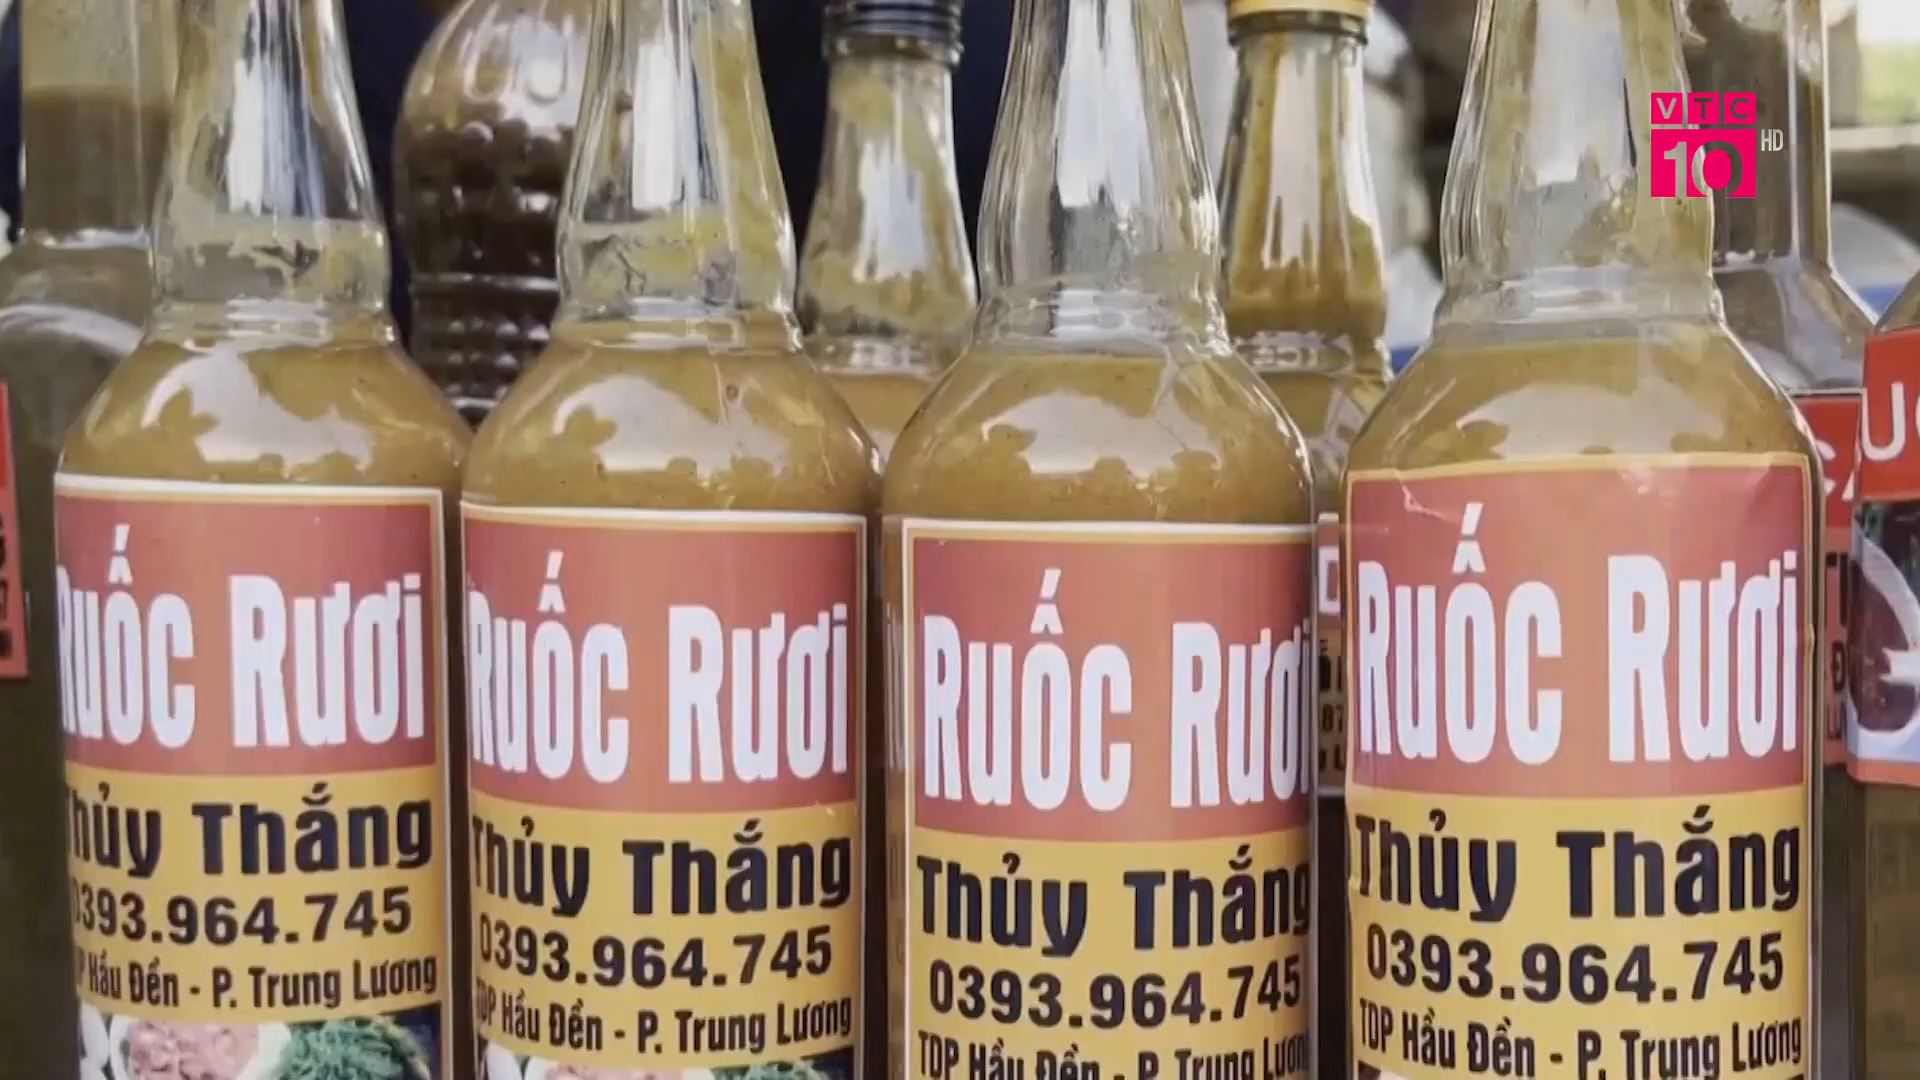 VTC
10 HD
Ruốc Rươi
Thủy Thắng
0393.964.745
P Hầu Đền - P. Trung Lương
Ruốc Rươi
Thủy Thắng
0393.964.745
TDP Hầu Đền - P. Trung Lương
Ruốc Rươi
Thủy Thắng
0393.964.745
TDP Hầu Đền - P. Trung Lương
Ruốc Rươi
Thủy Thắng
0393.964.745
TDP Hầu Đền - P. Trung Lương